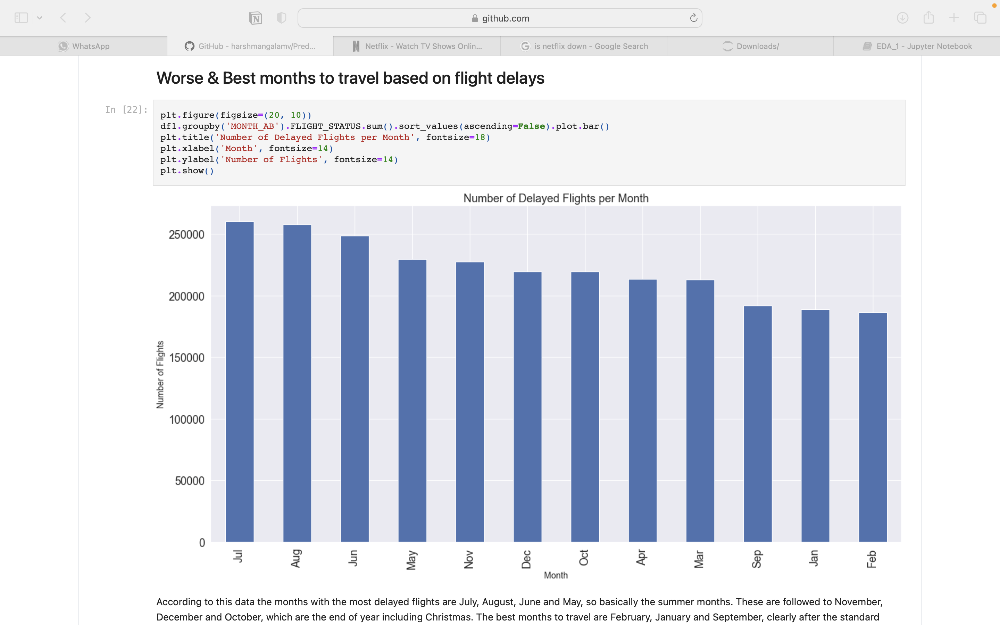 github.com
WhatsApp
GitHub - harshmangalamv/Pred...
Netflix - Watch TV Shows Onlin...
is netflix down - Google Search
Downloads/
EDA_1 - Jupyter Notebook
Worse & Best months to travel based on flight delays
In [22]:
plt.figure(figsize=(20, 10))
df1.groupby('MONTH_AB').FLIGHT_STATUS.sum().sort_values(ascending=False).plot.bar()
plt.title('Number of Delayed Flights per Month', fontsize=18)
plt.xlabel('Month', fontsize=14)
plt.ylabel('Number of Flights', fontsize=14)
plt.show()
Number of Delayed Flights per Month
250000
200000
150000
100000
50000
0
Number of Flights
Jul Aug Jun May Nov Dec Oct Apr Mar Sep Jan Feb
Month
According to this data the months with the most delayed flights are July, August, June and May, so basically the summer months. These are followed to November,
December and October, which are the end of year including Christmas. The best months to travel are February, January and September, clearly after the standard